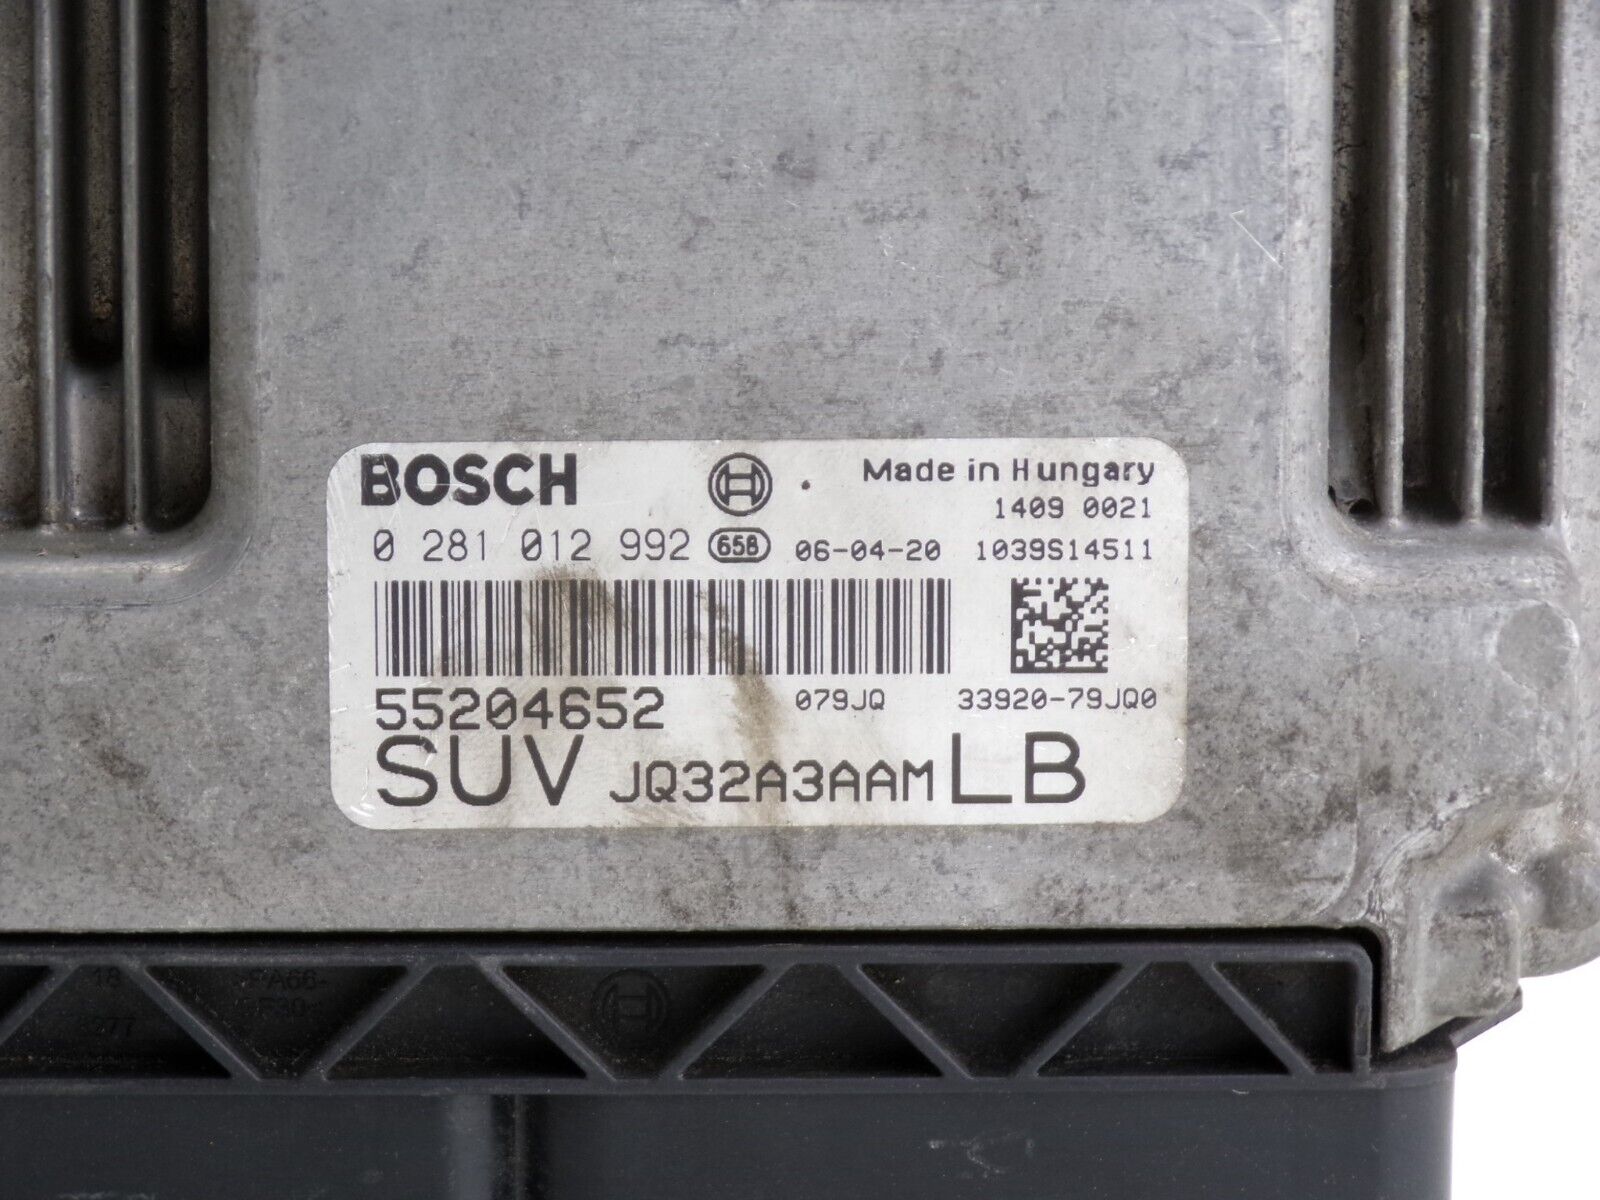 BOSCH
Made in Hungary
1409 0021
0 281 012 992 658 06-04-20 1039S14511
55204652 079JQ 33920-79JQ0
SUV JQ32A3AAM LB
18